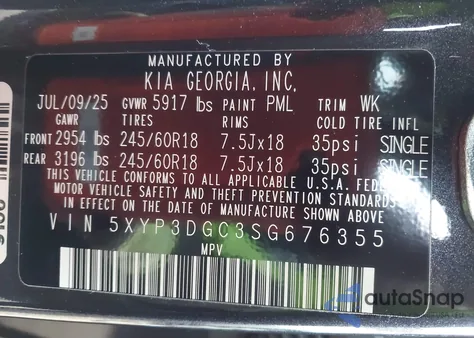 MANUFACTURED BY
KIA GEORGIA, INC.
JUL/09/25 GVWR 5917 lbs PAINT PML TRIM WK
GAWR TIRES RIMS COLD TIRE INFL
FRONT 2954 lbs 245/60R18 7.5Jx18 35psi SINGLE
REAR 3196 lbs 245/60R18 7.5Jx18 35psi SINGLE
THIS VEHICLE CONFORMS TO ALL APPLICABLE U.S.A. FEDE
MOTOR VEHICLE SAFETY AND THEFT PREVENTION STANDARDS
IN EFFECT ON THE DATE OF MANUFACTURE SHOWN ABOVE.
VIN 5XYP3DGC3SG676355
MPV
autoSnap